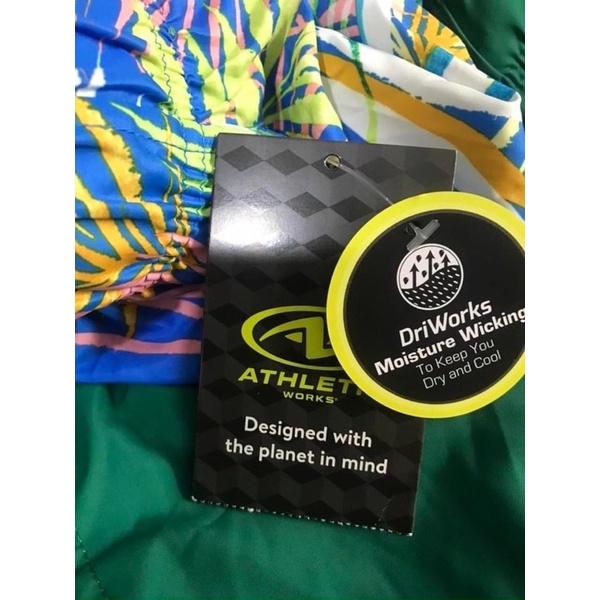 DriWorks
Moisture Wicking
To Keep You
Dry and Cool
ATHLETI
WORKS®
Designed with
the planet in mind